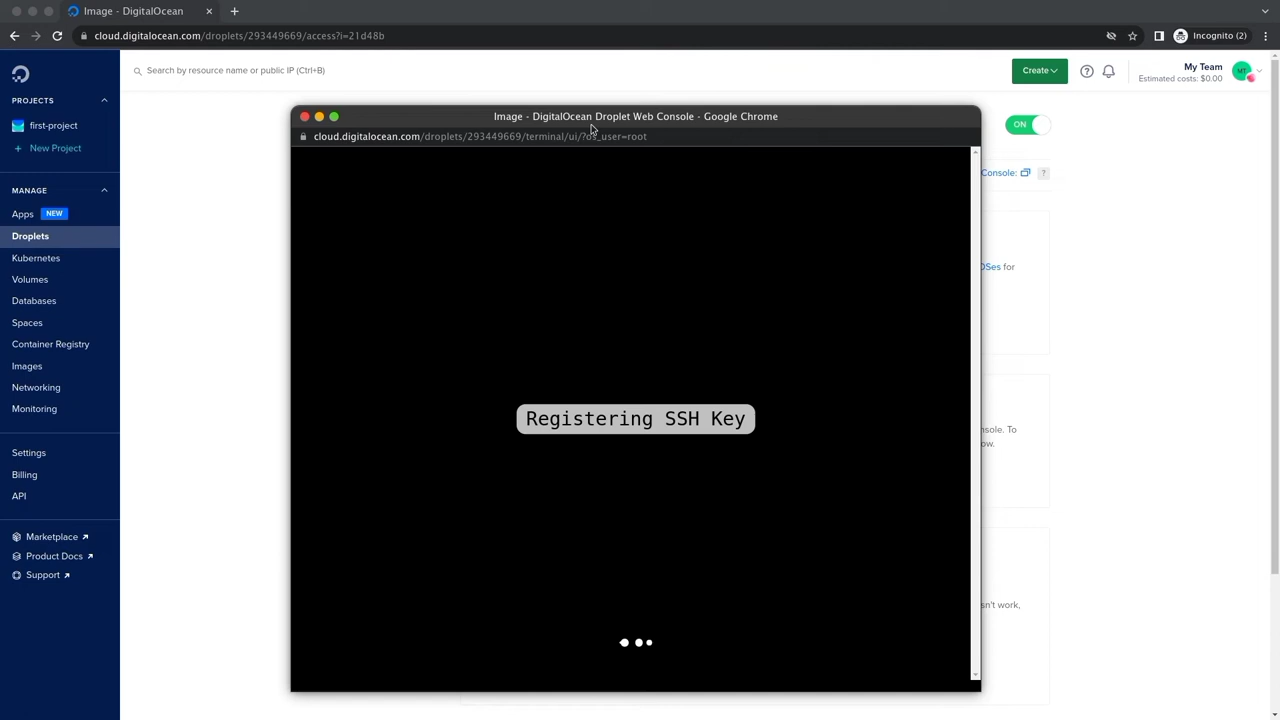 Image - DigitalOcean
cloud.digitalocean.com/droplets/293449669/access?i=21d48b
Incognito (2)
Search by resource name or public IP (Ctrl+B)
Create
My Team
Estimated costs: $0.00
MT
PROJECTS
first-project
New Project
MANAGE
Apps NEW
Droplets
Kubernetes
Volumes
Databases
Spaces
Container Registry
Images
Networking
Monitoring
Settings
Billing
API
Marketplace
Product Docs
Support
Image - DigitalOcean Droplet Web Console - Google Chrome
cloud.digitalocean.com/droplets/293449669/terminal/ui/?os_user=root
Registering SSH Key
ON
Console: ?
OSes for
nsole. To
ow.
sn't work,